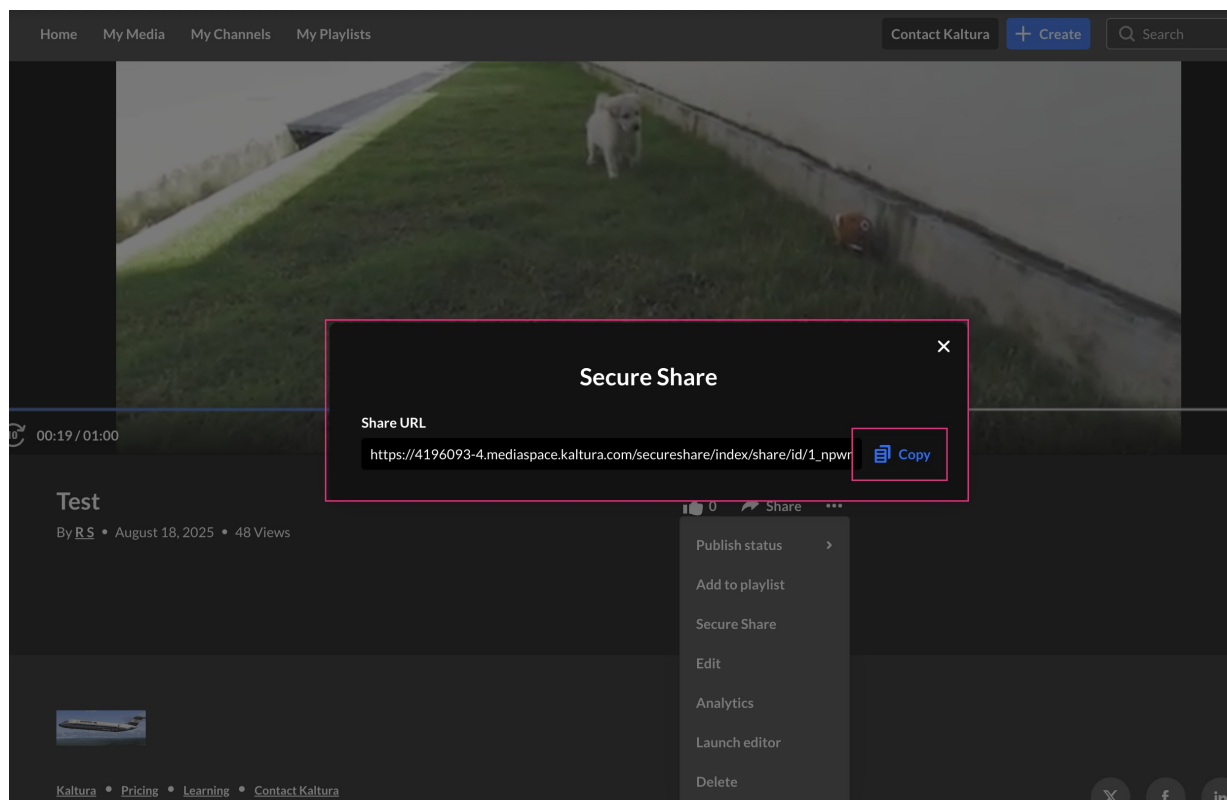 Home My Media My Channels My Playlists Contact Kaltura + Create Search
Secure Share
Share URL
https://4196093-4.mediaspace.kaltura.com/secureshare/index/share/id/1_npwr Copy
10 00:19 / 01:00
Test
By R S • August 18, 2025 • 48 Views
0 Share ...
Publish status >
Add to playlist
Secure Share
Edit
Analytics
Launch editor
Delete
Kaltura • Pricing • Learning • Contact Kaltura
X f in